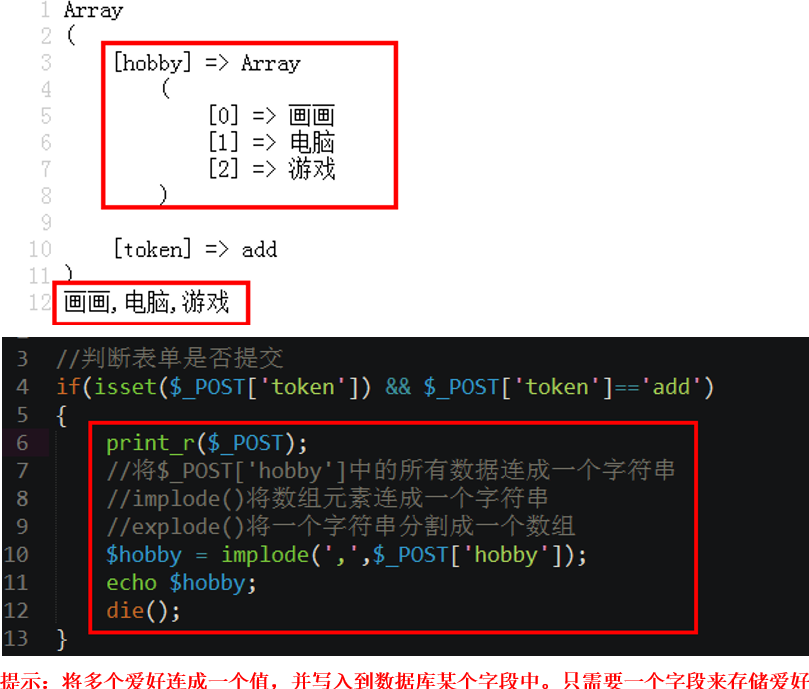 1 Array
2 (
3 [hobby] => Array
4 (
5 [0] => 画画
6 [1] => 电脑
7 [2] => 游戏
8 )
9
10 [token] => add
11 )
12 画画,电脑,游戏
3 //判断表单是否提交
4 if(isset($_POST['token']) && $_POST['token']=='add')
5 {
6 print_r($_POST);
7 //将$_POST['hobby']中的所有数据连成一个字符串
8 //implode()将数组元素连成一个字符串
9 //explode()将一个字符串分割成一个数组
10 $hobby = implode(',',$_POST['hobby']);
11 echo $hobby;
12 die();
13 }
提示：将多个爱好连成一个值，并写入到数据库某个字段中。只需要一个字段来存储爱好